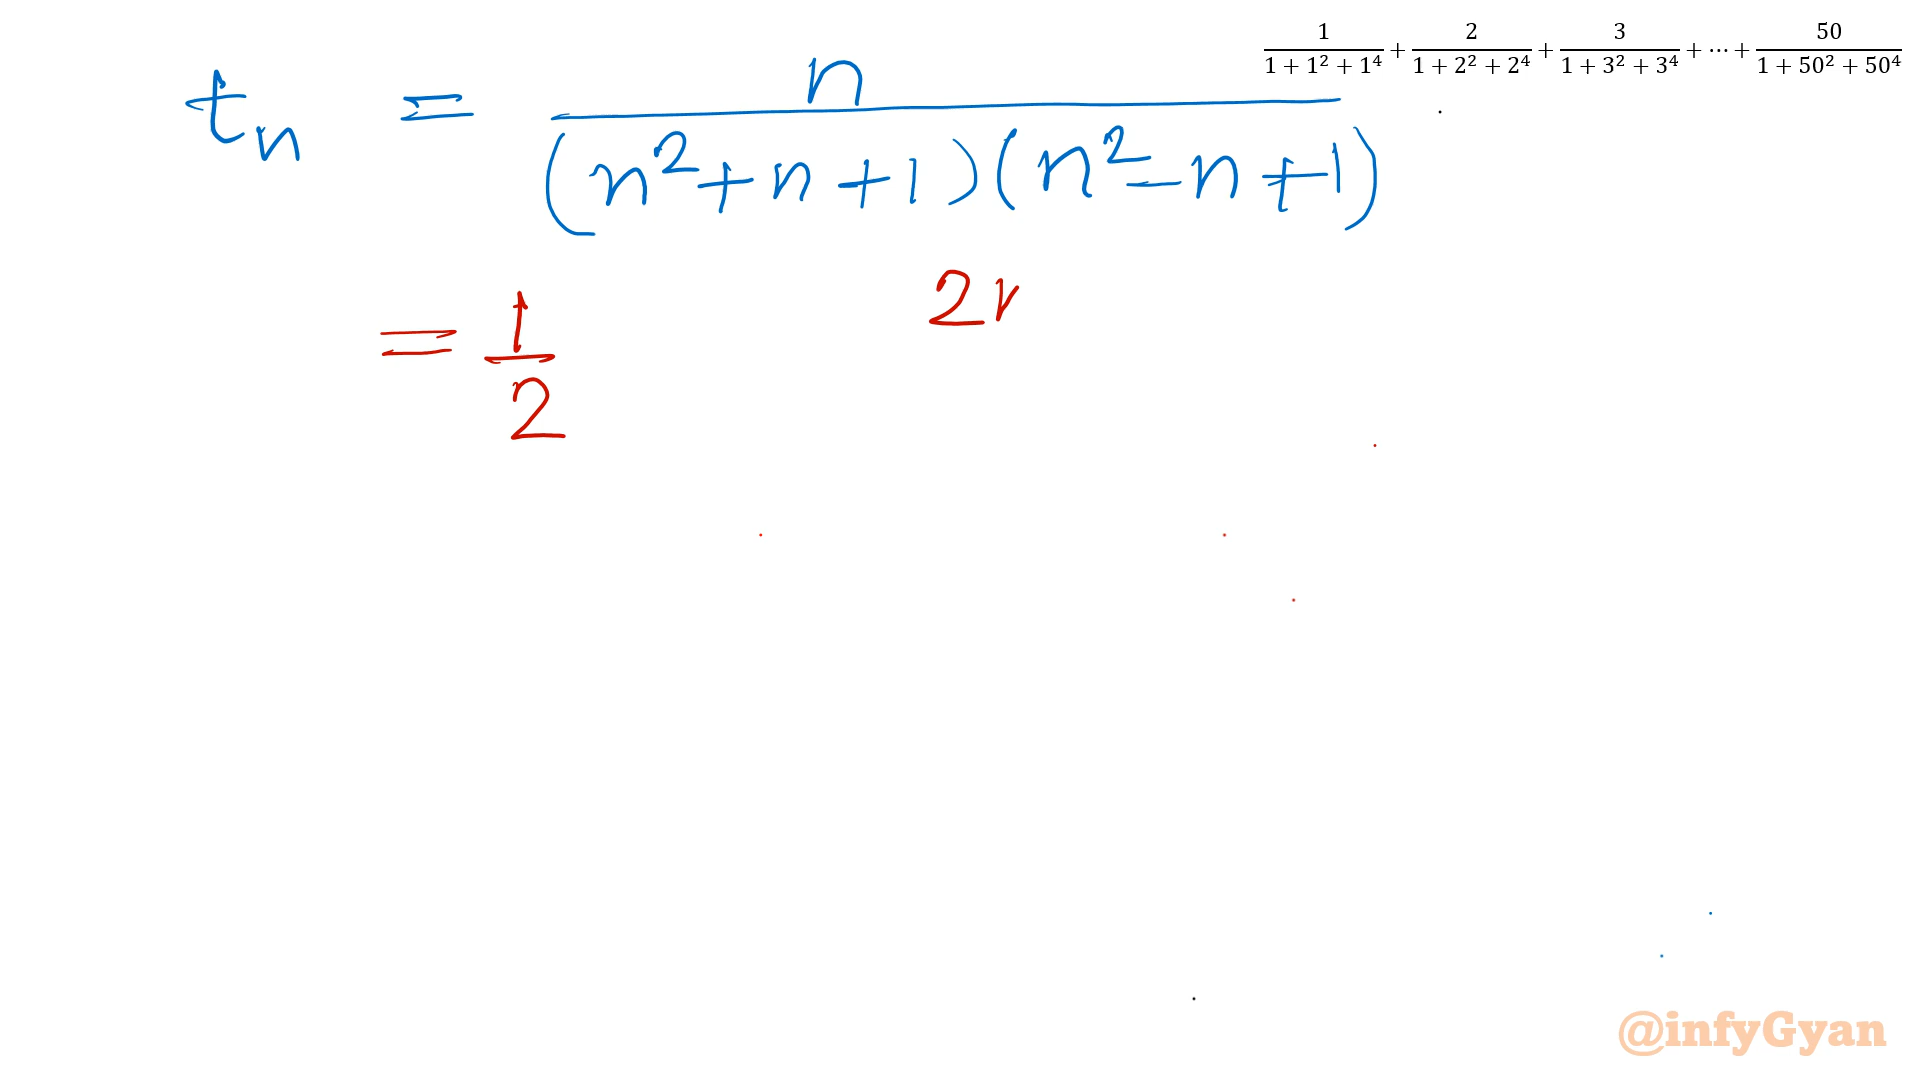 1/(1 + 1² + 1⁴) + 2/(1 + 2² + 2⁴) + 3/(1 + 3² + 3⁴) + ⋯ + 50/(1 + 50² + 50⁴)
tₙ = n/((n² + n + 1)(n² − n + 1))
= 1/2 2
@infyGyan